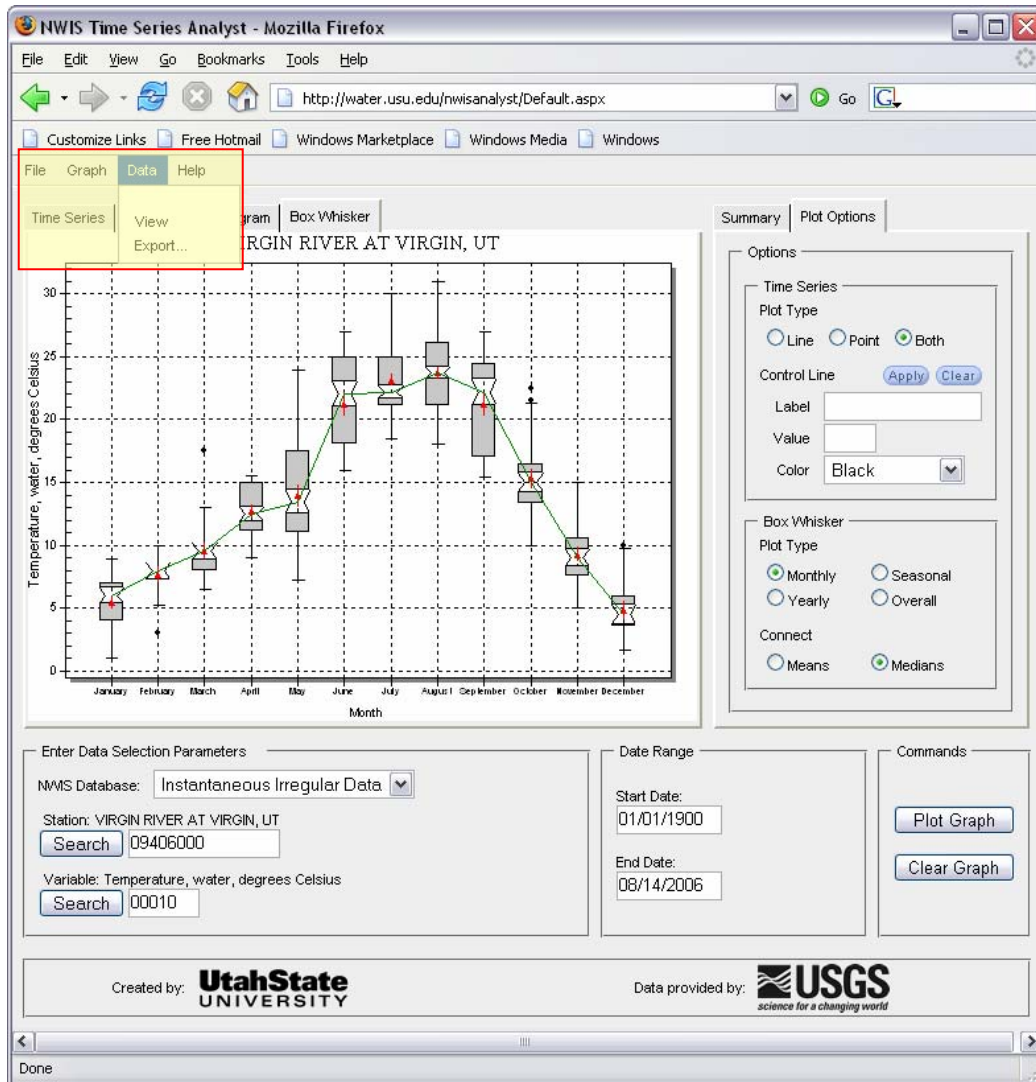 NWIS Time Series Analyst - Mozilla Firefox
File Edit View Go Bookmarks Tools Help
http://water.usu.edu/nwisanalyst/Default.aspx Go G
Customize Links Free Hotmail Windows Marketplace Windows Media Windows
File Graph Data Help
View
Export...
Time Series gram Box Whisker
Summary Plot Options
IRGIN RIVER AT VIRGIN, UT
Temperature, water, degrees Celsius
30
25
20
15
10
5
0
January February March April May June July August September October November December
Month
Options
Time Series
Plot Type
Line Point Both
Control Line Apply Clear
Label
Value
Color Black
Box Whisker
Plot Type
Monthly Seasonal
Yearly Overall
Connect
Means Medians
Enter Data Selection Parameters
NWIS Database: Instantaneous Irregular Data
Station: VIRGIN RIVER AT VIRGIN, UT
Search 09406000
Variable: Temperature, water, degrees Celsius
Search 00010
Date Range
Start Date:
01/01/1900
End Date:
08/14/2006
Commands
Plot Graph
Clear Graph
Created by: UtahState
UNIVERSITY
Data provided by: USGS
science for a changing world
Done